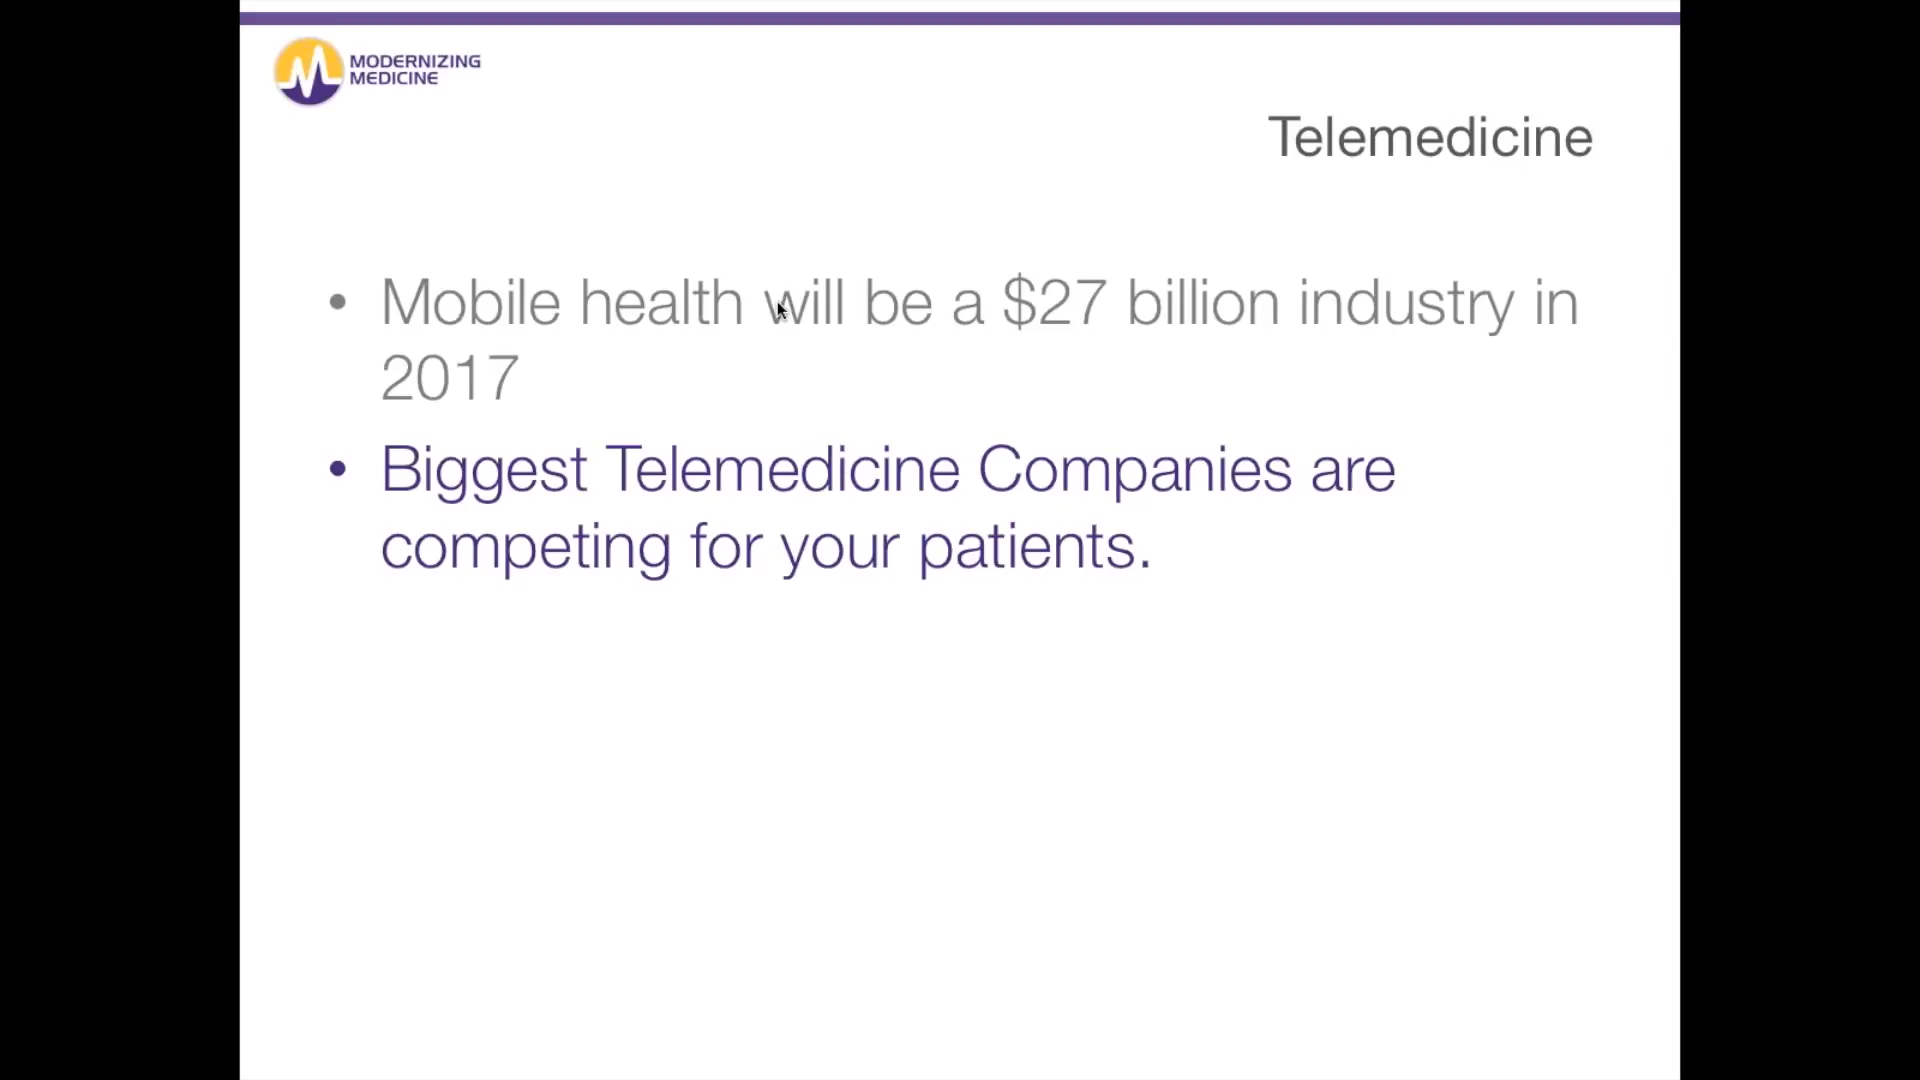 MODERNIZING
MEDICINE
Telemedicine
• Mobile health will be a $27 billion industry in
2017
• Biggest Telemedicine Companies are
competing for your patients.